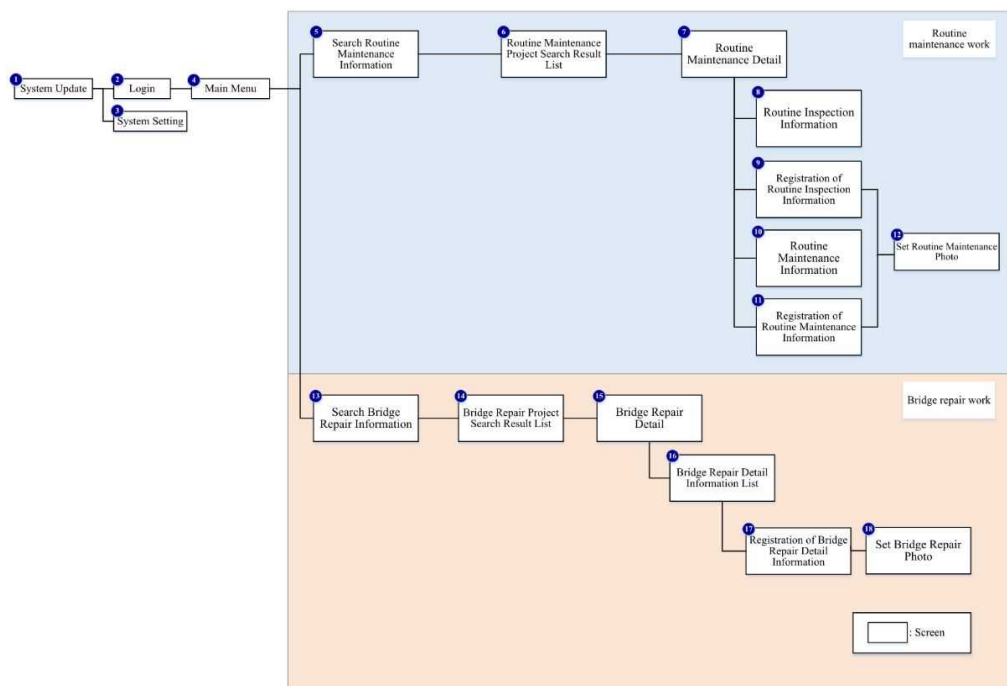 1
System Update
2
Login
3
System Setting
4
Main Menu
Routine
maintenance work
5
Search Routine
Maintenance
Information
6
Routine Maintenance
Project Search Result
List
7
Routine
Maintenance Detail
8
Routine Inspection
Information
9
Registration of
Routine Inspection
Information
10
Routine
Maintenance
Information
11
Registration of
Routine Maintenance
Information
12
Set Routine Maintenance
Photo
Bridge repair work
13
Search Bridge
Repair Information
14
Bridge Repair Project
Search Result List
15
Bridge Repair
Detail
16
Bridge Repair Detail
Information List
17
Registration of Bridge
Repair Detail
Information
18
Set Bridge Repair
Photo
: Screen